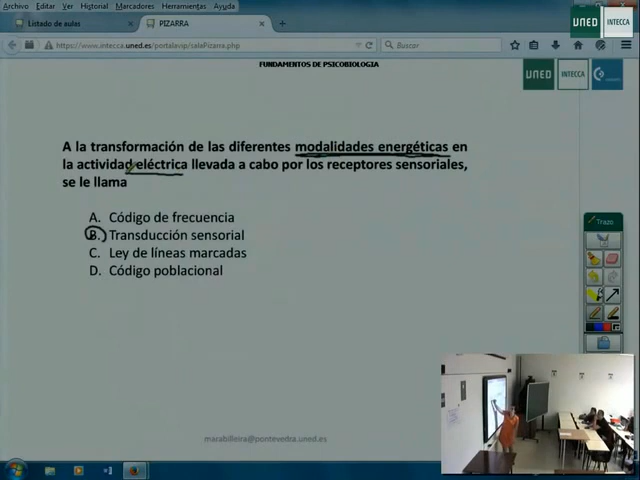 Archivo Editar Ver Historial Marcadores Herramientas Ayuda
Listado de aulas
PIZARRA
https://www.intecca.uned.es/portalavip/salaPizarra.php
Buscar
UNED INTECCA
FUNDAMENTOS DE PSICOBIOLOGIA
UNED INTECCA
A la transformación de las diferentes modalidades energéticas en
la actividad eléctrica llevada a cabo por los receptores sensoriales,
se le llama
A. Código de frecuencia
B. Transducción sensorial
C. Ley de líneas marcadas
D. Código poblacional
Trazo
marabilleira@pontevedra.uned.es